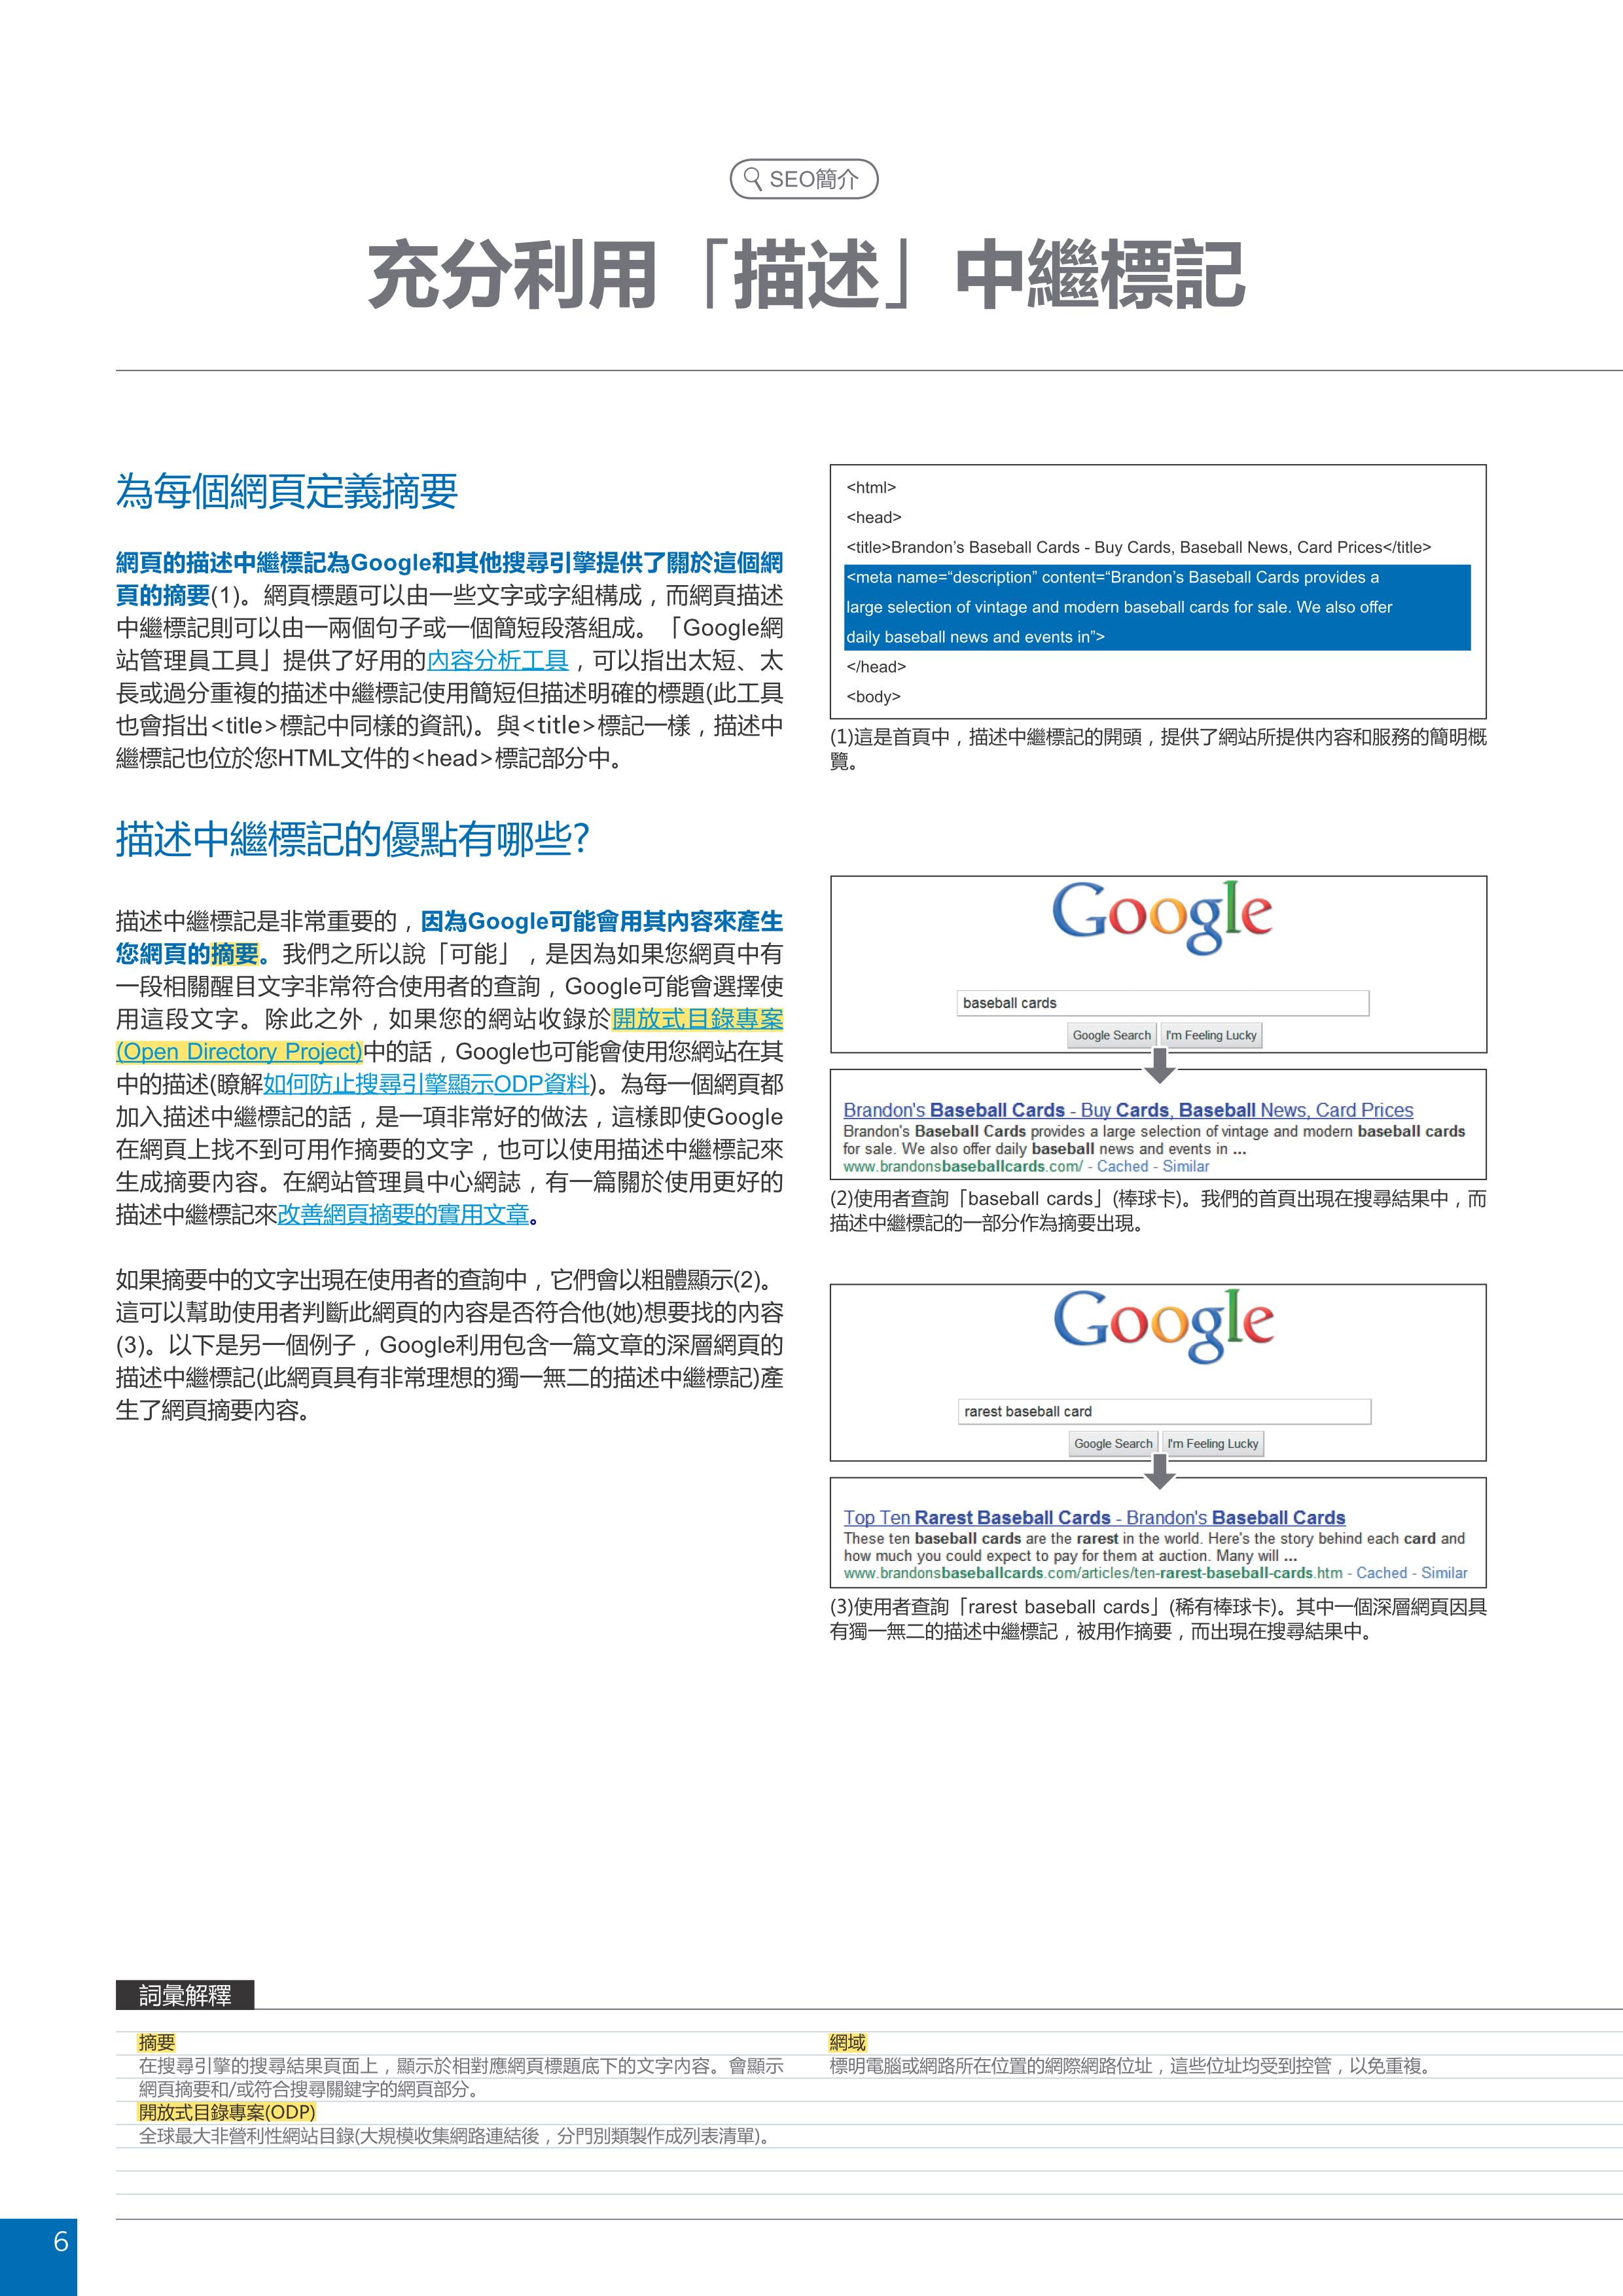 SEO簡介
充分利用「描述」中繼標記
為每個網頁定義摘要
網頁的描述中繼標記為Google和其他搜尋引擎提供了關於這個網
頁的摘要(1)。網頁標題可以由一些文字或字組構成，而網頁描述
中繼標記則可以由一兩個句子或一個簡短段落組成。「Google網
站管理員工具」提供了好用的內容分析工具，可以指出太短、太
長或過分重複的描述中繼標記使用簡短但描述明確的標題(此工具
也會指出<title>標記中同樣的資訊)。與<title>標記一樣，描述中
繼標記也位於您HTML文件的<head>標記部分中。
描述中繼標記的優點有哪些?
描述中繼標記是非常重要的，因為Google可能會用其內容來產生
您網頁的摘要。我們之所以說「可能」，是因為如果您網頁中有
一段相關醒目文字非常符合使用者的查詢，Google可能會選擇使
用這段文字。除此之外，如果您的網站收錄於開放式目錄專案
(Open Directory Project)中的話，Google也可能會使用您網站在其
中的描述(瞭解如何防止搜尋引擎顯示ODP資料)。為每一個網頁都
加入描述中繼標記的話，是一項非常好的做法，這樣即使Google
在網頁上找不到可用作摘要的文字，也可以使用描述中繼標記來
生成摘要內容。在網站管理員中心網誌，有一篇關於使用更好的
描述中繼標記來改善網頁摘要的實用文章。
如果摘要中的文字出現在使用者的查詢中，它們會以粗體顯示(2)。
這可以幫助使用者判斷此網頁的內容是否符合他(她)想要找的內容
(3)。以下是另一個例子，Google利用包含一篇文章的深層網頁的
描述中繼標記(此網頁具有非常理想的獨一無二的描述中繼標記)產
生了網頁摘要內容。
<html>
<head>
<title>Brandon’s Baseball Cards - Buy Cards, Baseball News, Card Prices</title>
<meta name=“description” content=“Brandon’s Baseball Cards provides a
large selection of vintage and modern baseball cards for sale. We also offer
daily baseball news and events in”>
</head>
<body>
(1)這是首頁中，描述中繼標記的開頭，提供了網站所提供內容和服務的簡明概
覽。
Google
baseball cards
Google Search I'm Feeling Lucky
Brandon's Baseball Cards - Buy Cards, Baseball News, Card Prices
Brandon's Baseball Cards provides a large selection of vintage and modern baseball cards
for sale. We also offer daily baseball news and events in ...
www.brandonsbaseballcards.com/ - Cached - Similar
(2)使用者查詢「baseball cards」(棒球卡)。我們的首頁出現在搜尋結果中，而
描述中繼標記的一部分作為摘要出現。
Google
rarest baseball card
Google Search I'm Feeling Lucky
Top Ten Rarest Baseball Cards - Brandon's Baseball Cards
These ten baseball cards are the rarest in the world. Here's the story behind each card and
how much you could expect to pay for them at auction. Many will ...
www.brandonsbaseballcards.com/articles/ten-rarest-baseball-cards.htm - Cached - Similar
(3)使用者查詢「rarest baseball cards」(稀有棒球卡)。其中一個深層網頁因具
有獨一無二的描述中繼標記，被用作摘要，而出現在搜尋結果中。
詞彙解釋
摘要
在搜尋引擎的搜尋結果頁面上，顯示於相對應網頁標題底下的文字內容。會顯示
網頁摘要和/或符合搜尋關鍵字的網頁部分。
開放式目錄專案(ODP)
全球最大非營利性網站目錄(大規模收集網路連結後，分門別類製作成列表清單)。
網域
標明電腦或網路所在位置的網際網路位址，這些位址均受到控管，以免重複。
6